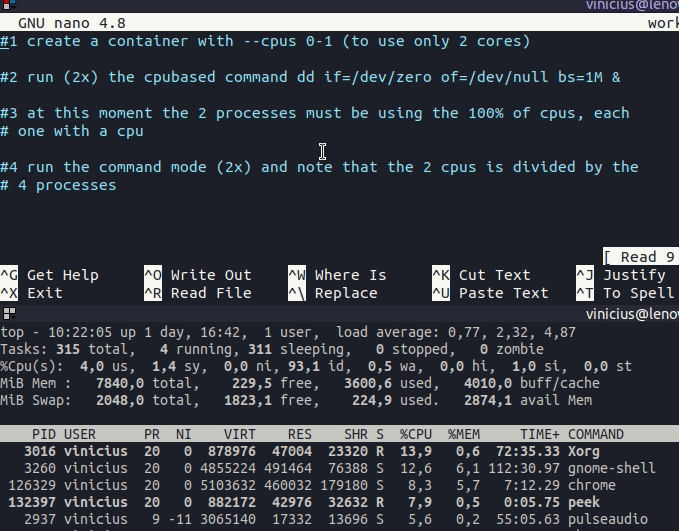 vinicius@leno
GNU nano 4.8 work
#1 create a container with --cpus 0-1 (to use only 2 cores)
#2 run (2x) the cpubased command dd if=/dev/zero of=/dev/null bs=1M &
#3 at this moment the 2 processes must be using the 100% of cpus, each
# one with a cpu
#4 run the command mode (2x) and note that the 2 cpus is divided by the
# 4 processes
[ Read 9
^G Get Help ^O Write Out ^W Where Is ^K Cut Text ^J Justify
^X Exit ^R Read File ^\ Replace ^U Paste Text ^T To Spell
vinicius@leno
top - 10:22:05 up 1 day, 16:42, 1 user, load average: 0,77, 2,32, 4,87
Tasks: 315 total, 4 running, 311 sleeping, 0 stopped, 0 zombie
%Cpu(s): 4,0 us, 1,4 sy, 0,0 ni, 93,1 id, 0,5 wa, 0,0 hi, 1,0 si, 0,0 st
MiB Mem : 7840,0 total, 229,5 free, 3600,6 used, 4010,0 buff/cache
MiB Swap: 2048,0 total, 1823,1 free, 224,9 used. 2874,1 avail Mem
PID USER PR NI VIRT RES SHR S %CPU %MEM TIME+ COMMAND
3016 vinicius 20 0 878976 47004 23320 R 13,9 0,6 72:35.33 Xorg
3260 vinicius 20 0 4855224 491464 76388 S 12,6 6,1 112:30.97 gnome-shell
126329 vinicius 20 0 5103632 460032 179180 S 8,3 5,7 7:12.29 chrome
132397 vinicius 20 0 882172 42976 32632 R 7,9 0,5 0:05.75 peek
2937 vinicius 9 -11 3065140 17332 13696 S 5,6 0,2 55:05.63 pulseaudio